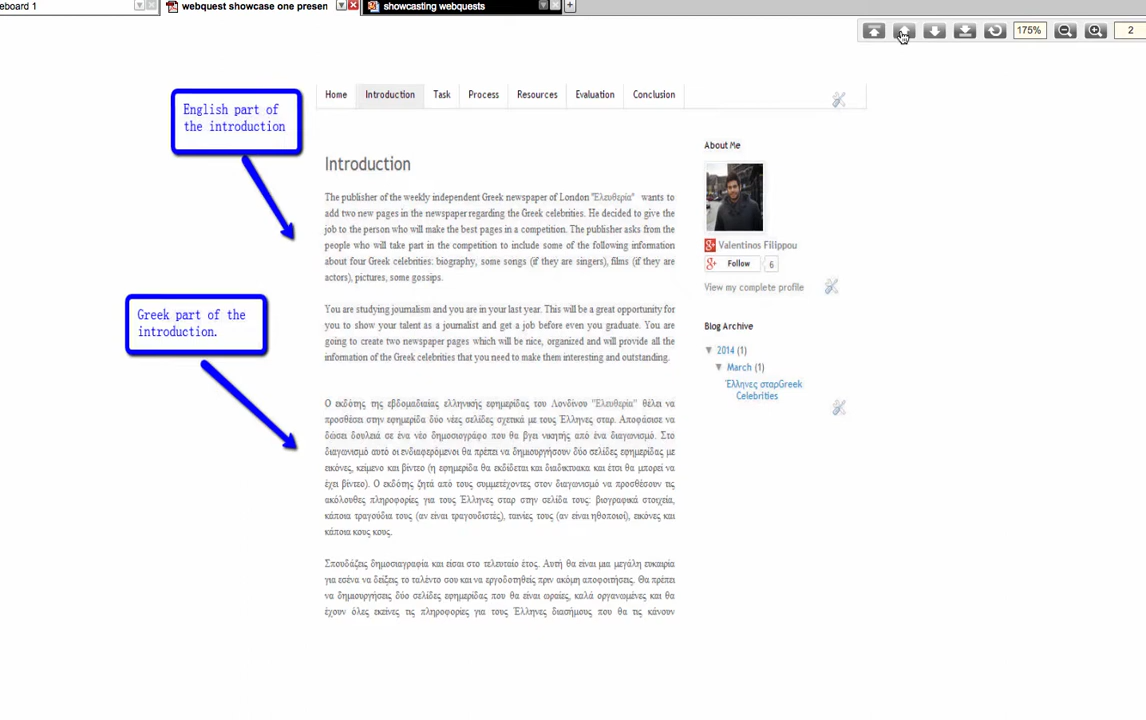 eboard 1
webquest showcase one presen
showcasing webquests
175%
2
Home
Introduction
Task
Process
Resources
Evaluation
Conclusion
English part of
the introduction
Introduction
The publisher of the weekly independent Greek newspaper of London "Ελευθερία" wants to
add two new pages in the newspaper regarding the Greek celebrities. He decided to give the
job to the person who will make the best pages in a competition. The publisher asks from the
people who will take part in the competition to include some of the following information
about four Greek celebrities: biography, some songs (if they are singers), films (if they are
actors), pictures, some gossips.
You are studying journalism and you are in your last year. This will be a great opportunity for
you to show your talent as a journalist and get a job before even you graduate. You are
going to create two newspaper pages which will be nice, organized and will provide all the
information of the Greek celebrities that you need to make them interesting and outstanding.
Greek part of the
introduction.
Ο εκδότης της εβδομαδιαίας ελληνικής εφημερίδας του Λονδίνου "Ελευθερία" θέλει να
προσθέσει στην εφημερίδα δύο νέες σελίδες σχετικά με τους Έλληνες σταρ. Αποφάσισε να
δώσει δουλειά σε ένα νέο δημοσιογράφο που θα βγει νικητής από ένα διαγωνισμό. Στο
διαγωνισμό αυτό οι ενδιαφερόμενοι θα πρέπει να δημιουργήσουν δύο σελίδες εφημερίδας με
εικόνες, κείμενο και βίντεο (η εφημερίδα θα εκδίδεται και διαδικτυακα και έτσι θα μπορεί να
έχει βίντεο). Ο εκδότης ζητά από τους συμμετέχοντες στον διαγωνισμό να προσθέσουν τις
ακόλουθες πληροφορίες για τους Έλληνες σταρ στην σελίδα τους: βιογραφικά στοιχεία,
κάποια τραγούδια τους (αν είναι τραγουδιστές), ταινίες τους (αν είναι ηθοποιοί), εικόνες και
κάποια κους κους.
Σπουδάζεις δημοσιαγραφία και είσαι στο τελευταίο έτος. Αυτή θα είναι μια μεγάλη ευκαιρία
για εσένα να δείξεις το ταλέντο σου και να εργοδοτηθείς πριν ακόμη αποφοιτήσεις. Θα πρέπει
να δημιουργήσεις δύο σελίδες εφημερίδας που θα είναι ωραίες, καλά οργανωμένες και θα
έχουν όλες εκείνες τις πληροφορίες για τους Έλληνες διασήμους που θα τις κάνουν
About Me
Valentinos Filippou
Follow
6
View my complete profile
Blog Archive
▼ 2014 (1)
▼ March (1)
Έλληνες σταρGreek
Celebrities